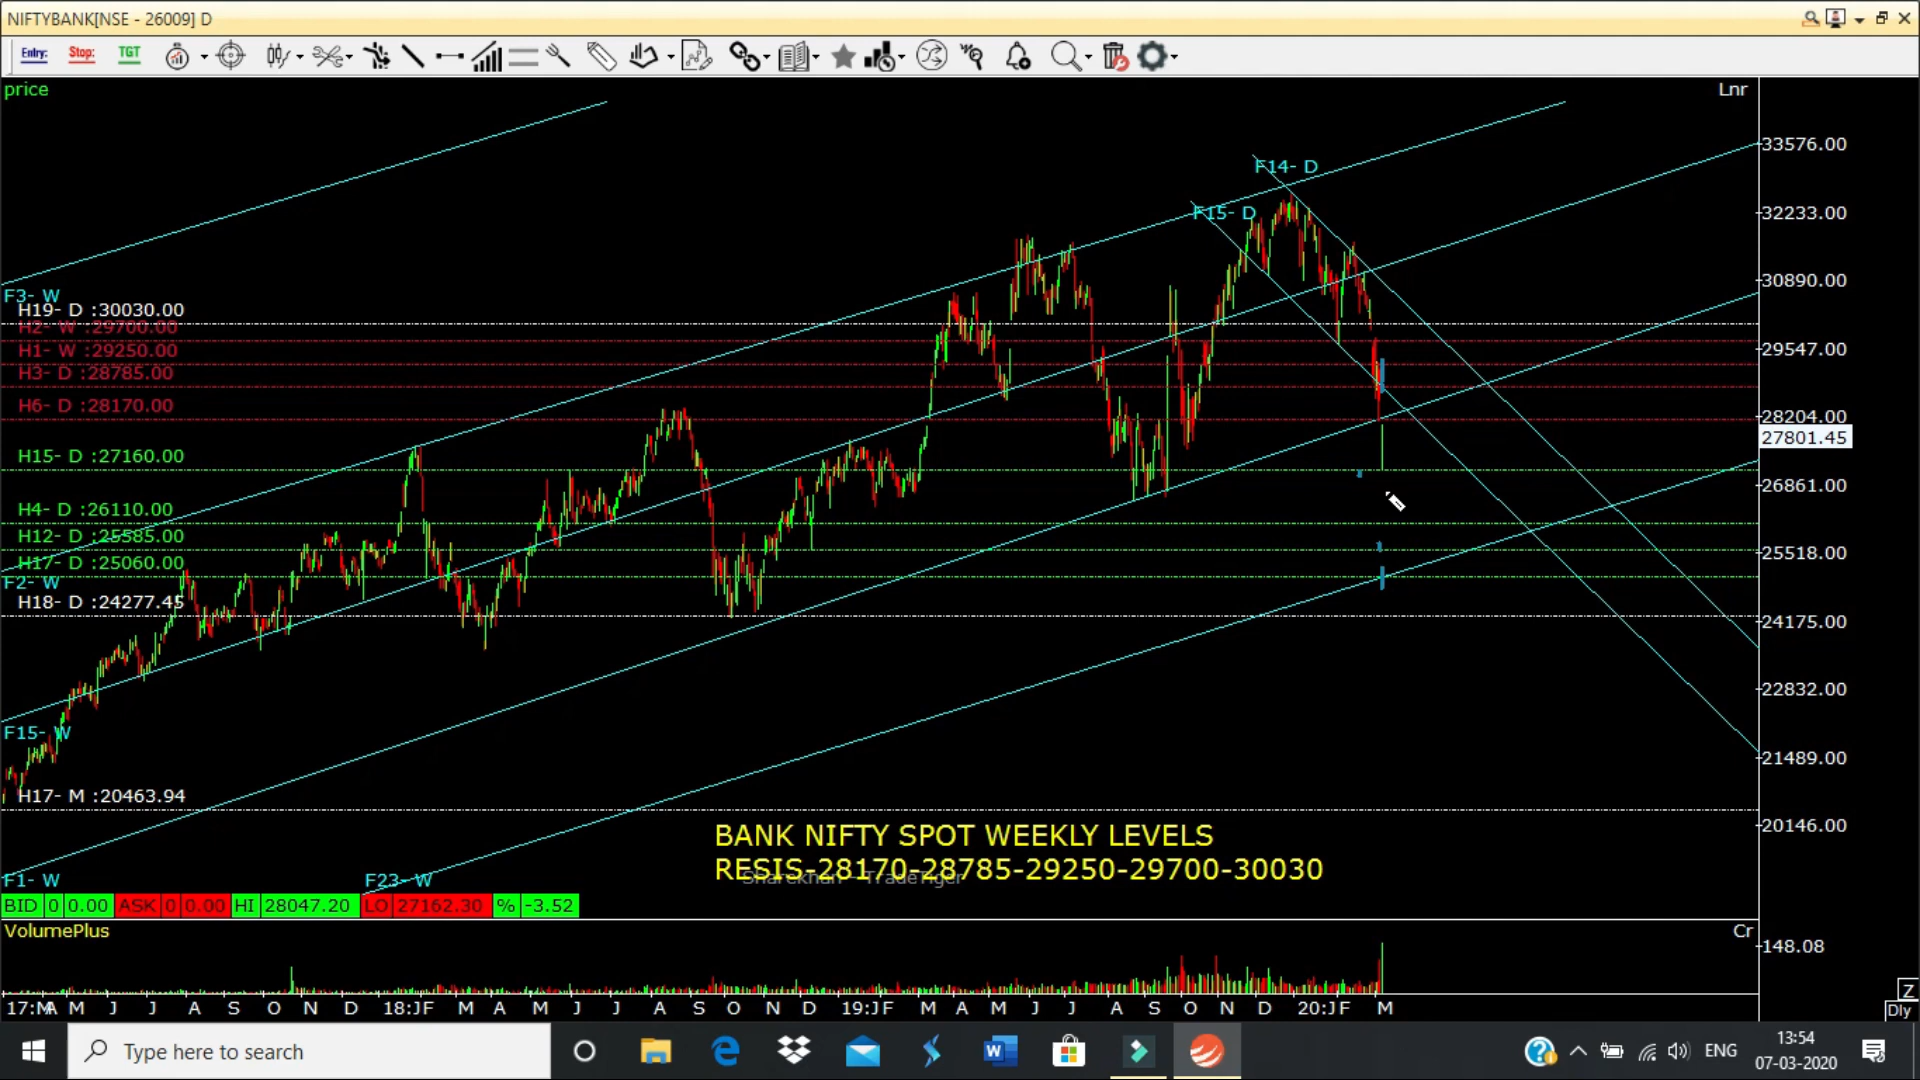 NIFTYBANK[NSE - 26009] D
Entry: Stop: TGT
price
Lnr
33576.00
F14- D
F15- D
32233.00
30890.00
F3- W
H19- D :30030.00
H2- W :29700.00
H1- W :29250.00
29547.00
H3- D :28785.00
H6- D :28170.00
28204.00
27801.45
H15- D :27160.00
26861.00
H4- D :26110.00
H12- D :25585.00
25518.00
H17- D :25060.00
F2- W
H18- D :24277.45
24175.00
22832.00
F15- W
21489.00
H17- M :20463.94
20146.00
BANK NIFTY SPOT WEEKLY LEVELS
RESIS-28170-28785-29250-29700-30030
Sharekhan - TradeTiger
F1- W
F23- W
BID 0 0.00 ASK 0 0.00 HI 28047.20 LO 27162.30 % -3.52
VolumePlus
Cr
148.08
Z
17:M A M J J A S O N D 18:JF M A M J J A S O N D 19:JF M A M J J A S O N D 20:JF M
Dly
Type here to search
ENG
13:54
07-03-2020